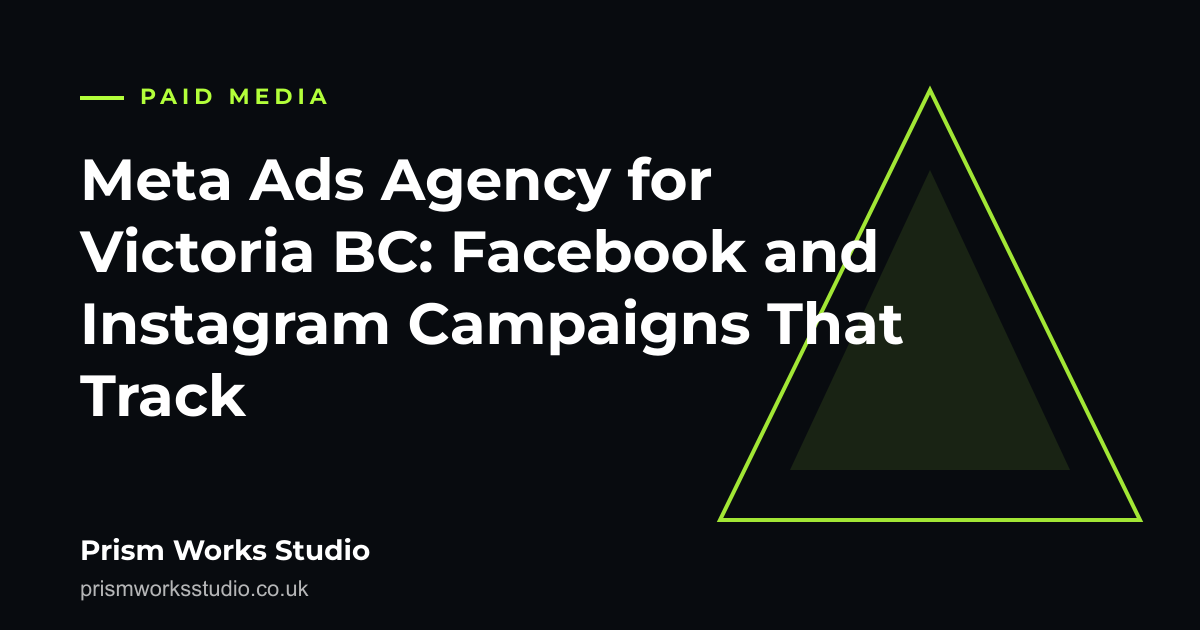 PAID MEDIA
Meta Ads Agency for
Victoria BC: Facebook and
Instagram Campaigns That
Track
Prism Works Studio
prismworksstudio.co.uk